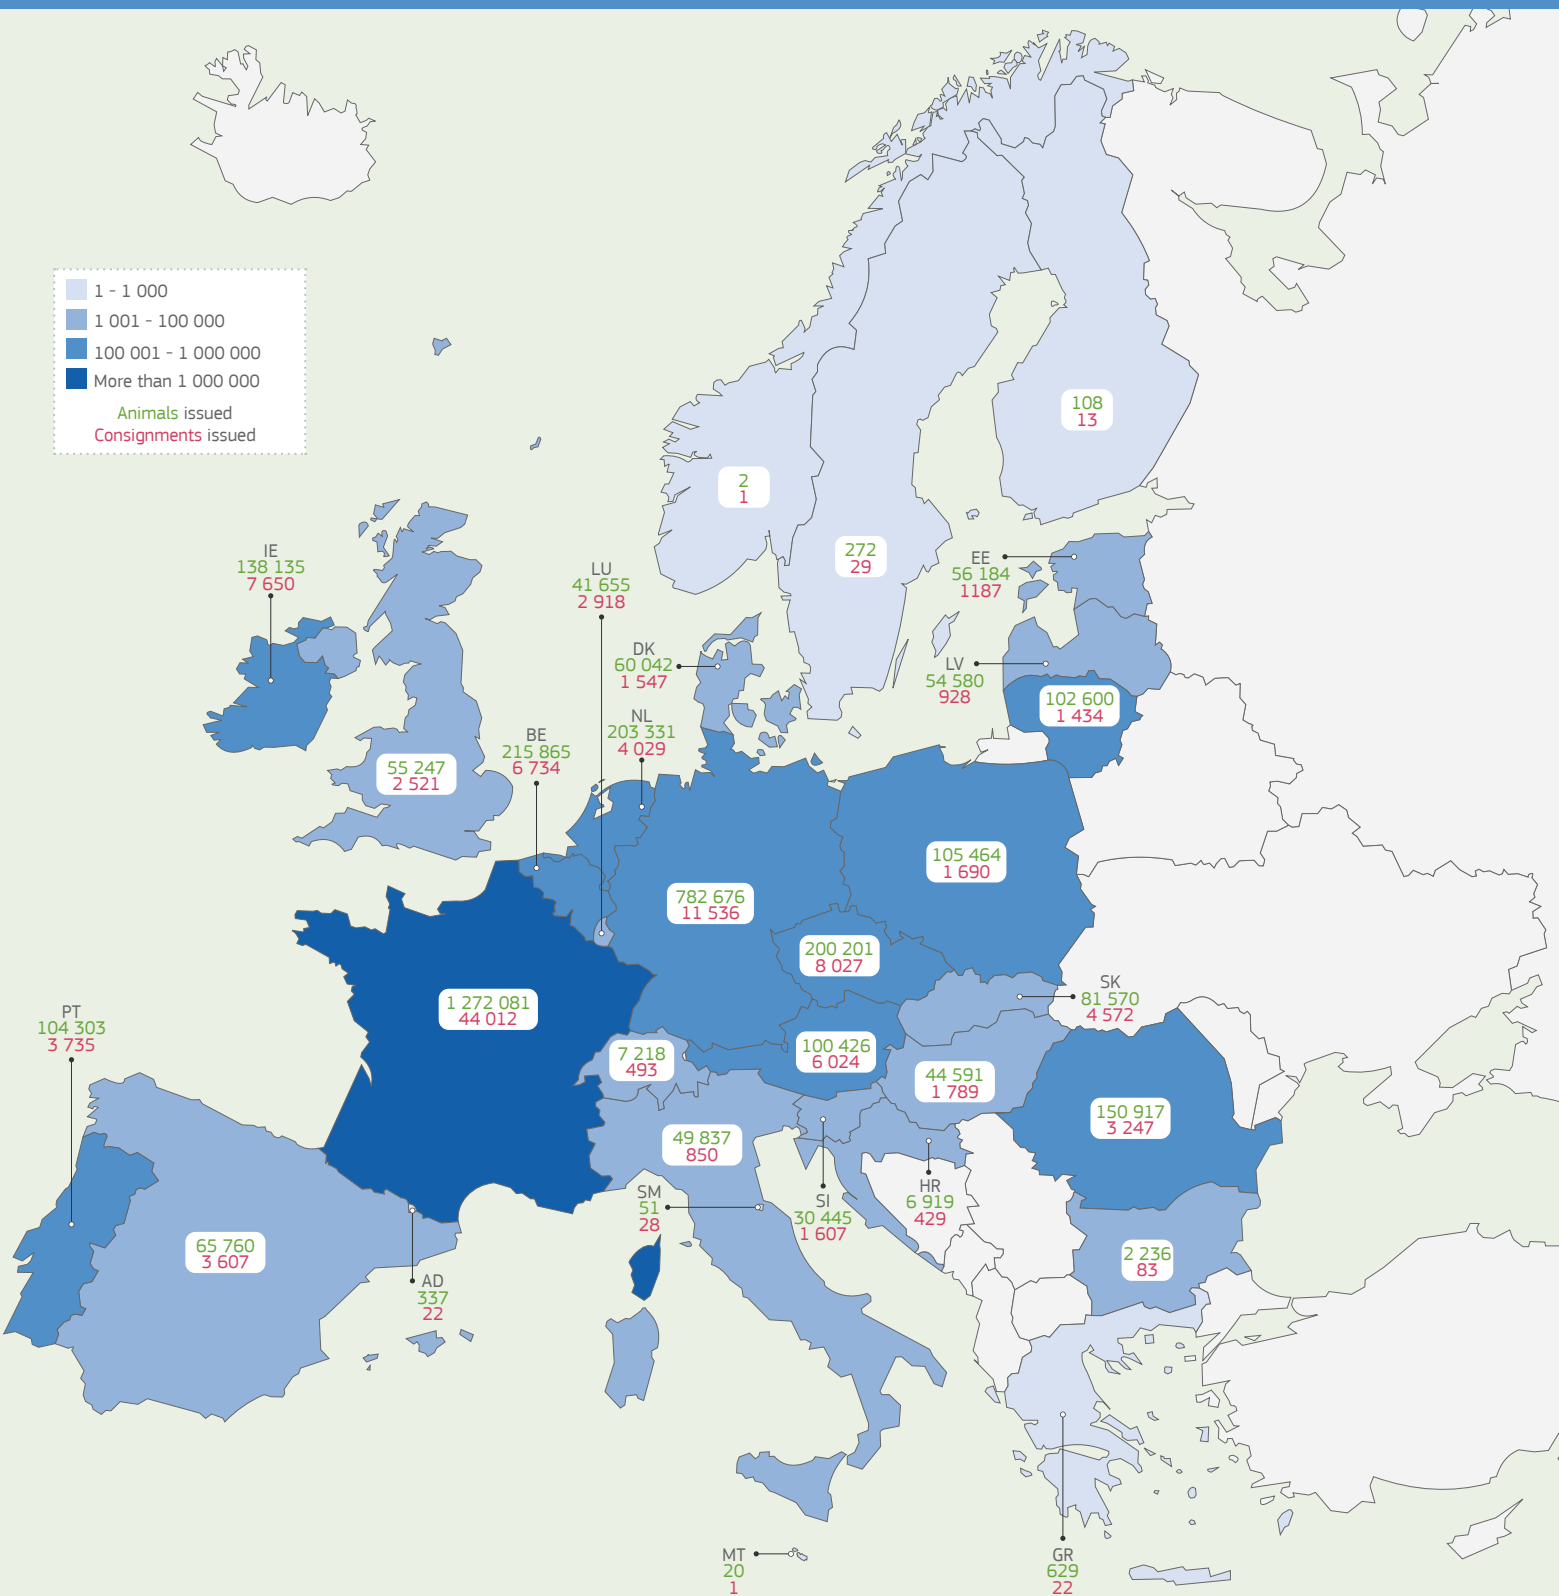 1 - 1 000
1 001 - 100 000
100 001 - 1 000 000
More than 1 000 000
Animals issued
Consignments issued
108
13
2
1
272
29
IE
138 135
7 650
EE
56 184
1187
LU
41 655
2 918
DK
60 042
1 547
LV
54 580
928
102 600
1 434
NL
203 331
4 029
BE
215 865
6 734
55 247
2 521
105 464
1 690
782 676
11 536
200 201
8 027
SK
81 570
4 572
1 272 081
44 012
PT
104 303
3 735
7 218
493
100 426
6 024
44 591
1 789
150 917
3 247
49 837
850
SM
51
28
SI
30 445
1 607
HR
6 919
429
65 760
3 607
2 236
83
AD
337
22
MT
20
1
GR
629
22